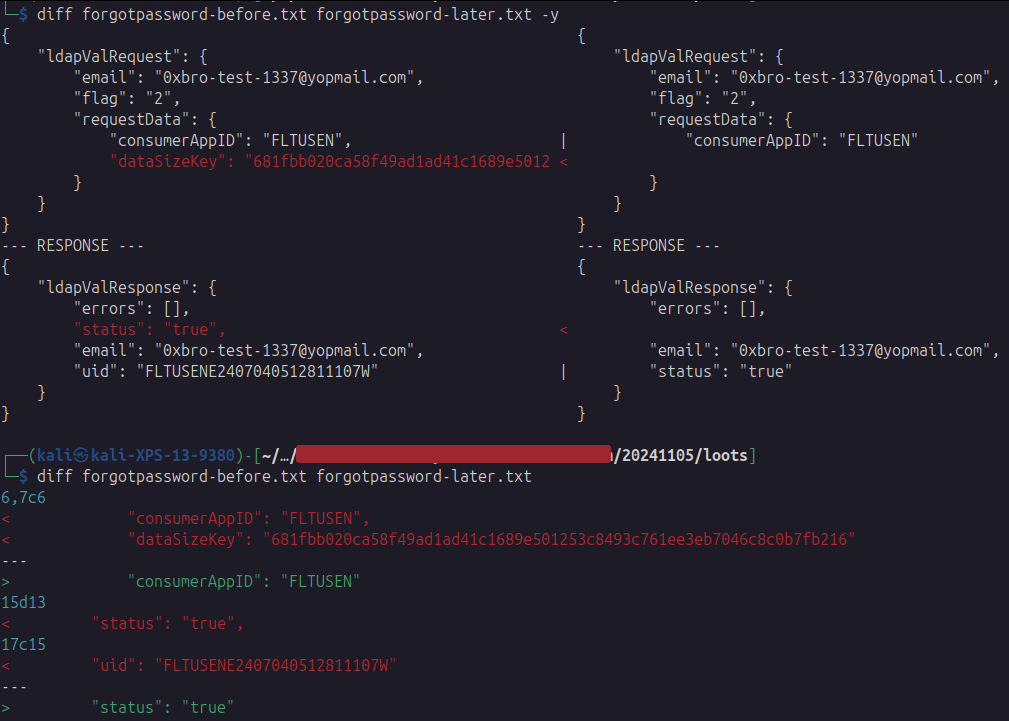 └─$ diff forgotpassword-before.txt forgotpassword-later.txt -y
{ {
    "ldapValRequest": {     "ldapValRequest": {
        "email": "0xbro-test-1337@yopmail.com",         "email": "0xbro-test-1337@yopmail.com",
        "flag": "2",         "flag": "2",
        "requestData": {         "requestData": {
            "consumerAppID": "FLTUSEN", |             "consumerAppID": "FLTUSEN"
            "dataSizeKey": "681fbb020ca58f49ad1ad41c1689e5012 <
        }         }
    }     }
} }
--- RESPONSE --- --- RESPONSE ---
{ {
    "ldapValResponse": {     "ldapValResponse": {
        "errors": [],         "errors": [],
        "status": "true", <
        "email": "0xbro-test-1337@yopmail.com",         "email": "0xbro-test-1337@yopmail.com",
        "uid": "FLTUSENE2407040512811107W" |         "status": "true"
    }     }
} }
┌──(kali㉿kali-XPS-13-9380)-[~/…/ /20241105/loots]
└─$ diff forgotpassword-before.txt forgotpassword-later.txt
6,7c6
<             "consumerAppID": "FLTUSEN",
<             "dataSizeKey": "681fbb020ca58f49ad1ad41c1689e501253c8493c761ee3eb7046c8c0b7fb216"
---
>             "consumerAppID": "FLTUSEN"
15d13
<         "status": "true",
17c15
<         "uid": "FLTUSENE2407040512811107W"
---
>         "status": "true"